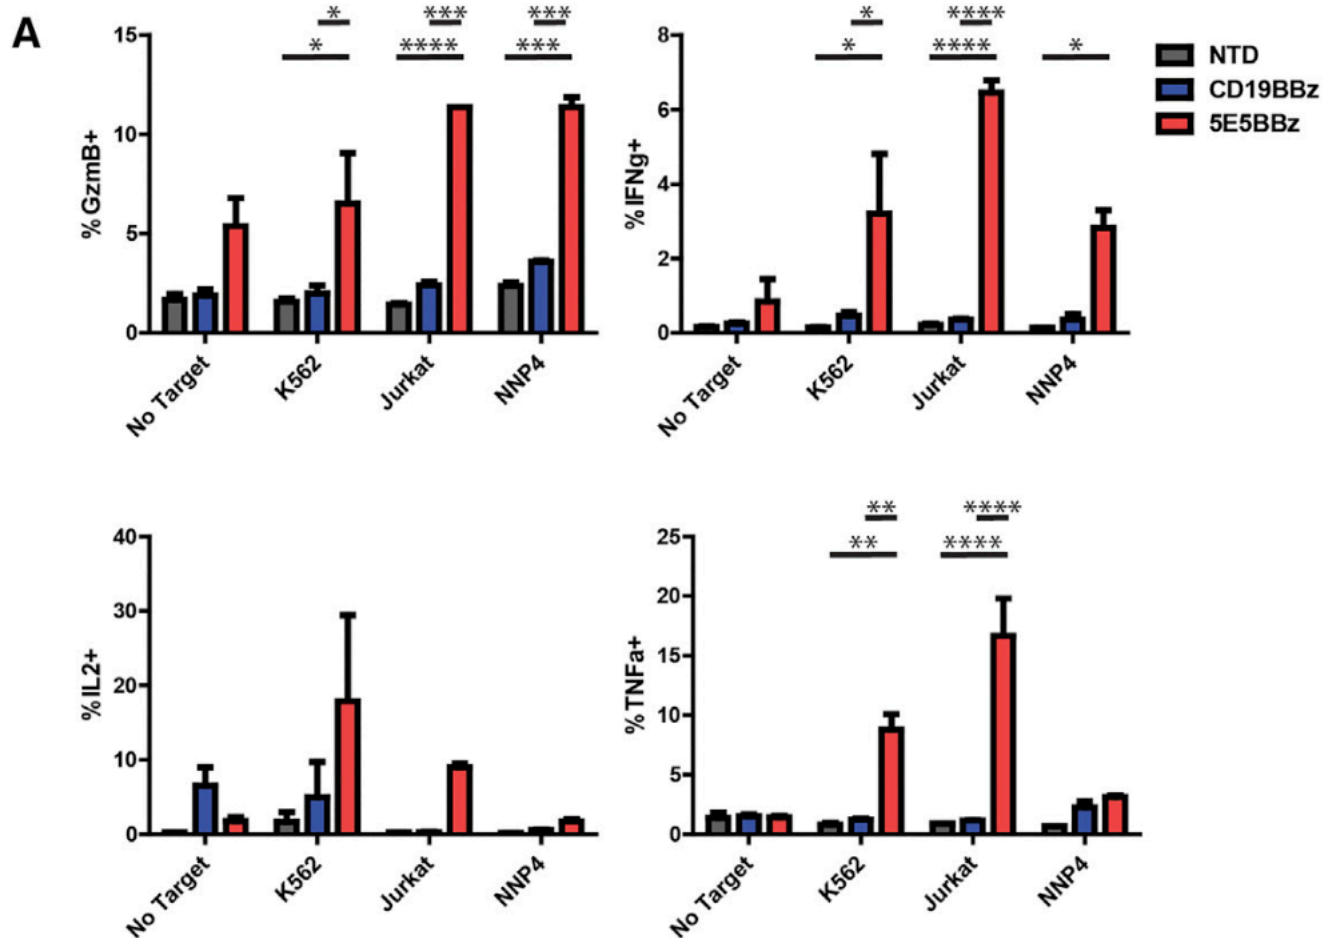 A
* *** ***
* **** ***
15
10
5
0
% GzmB+
No Target K562 Jurkat NNP4
* ****
* **** *
8
6
4
2
0
% IFNg+
No Target K562 Jurkat NNP4
NTD
CD19BBz
5E5BBz
40
30
20
10
0
% IL2+
No Target K562 Jurkat NNP4
** ****
** ****
25
20
15
10
5
0
% TNFa+
No Target K562 Jurkat NNP4